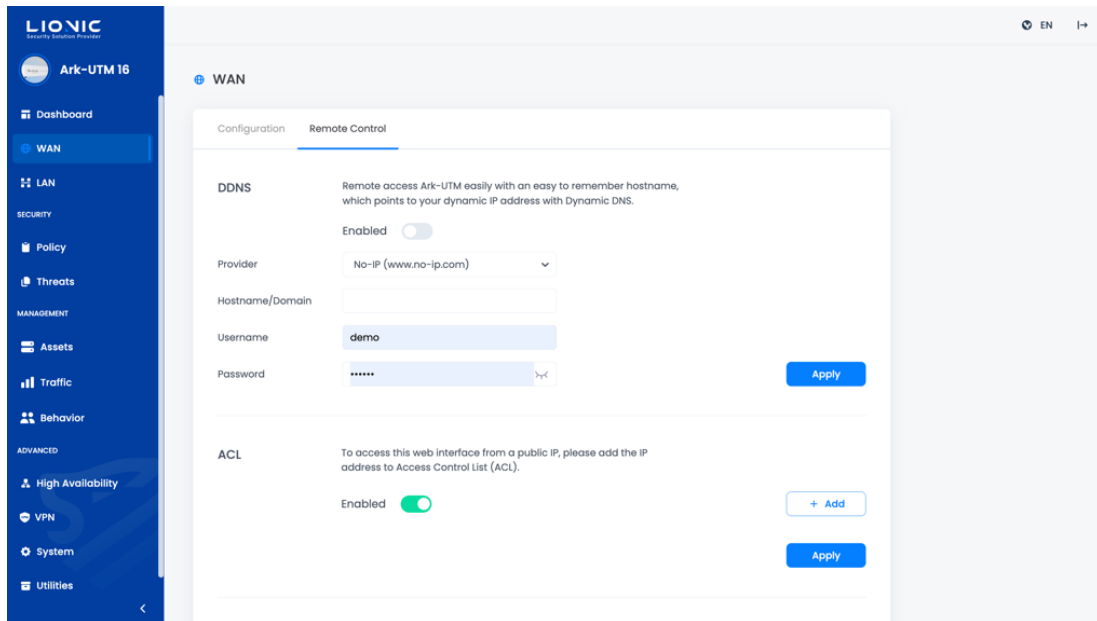 LIONIC
Security Solution Provider
Ark-UTM 16
EN
Dashboard
WAN
LAN
SECURITY
Policy
Threats
MANAGEMENT
Assets
Traffic
Behavior
ADVANCED
High Availability
VPN
System
Utilities
WAN
Configuration
Remote Control
DDNS
Remote access Ark-UTM easily with an easy to remember hostname,
which points to your dynamic IP address with Dynamic DNS.
Enabled
Provider
No-IP (www.no-ip.com)
Hostname/Domain
Username
demo
Password
••••••
Apply
ACL
To access this web interface from a public IP, please add the IP
address to Access Control List (ACL).
Enabled
+ Add
Apply